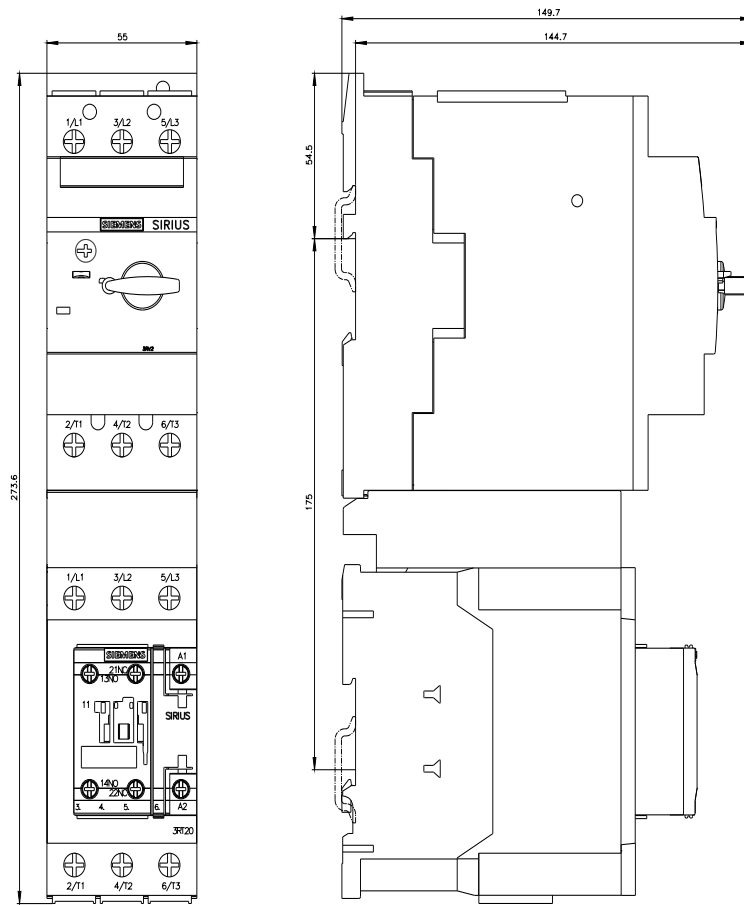 149.7
55
144.7
1/L1 3/L2 5/L3
54.5
SIEMENS SIRIUS
2/T1 4/T2 6/T3
273.6
175
1/L1 3/L2 5/L3
SIEMENS A1
21NC
13NO
11
SIRIUS
14NO
22NC
3. 4. 5. 6. A2
3RT20
2/T1 4/T2 6/T3